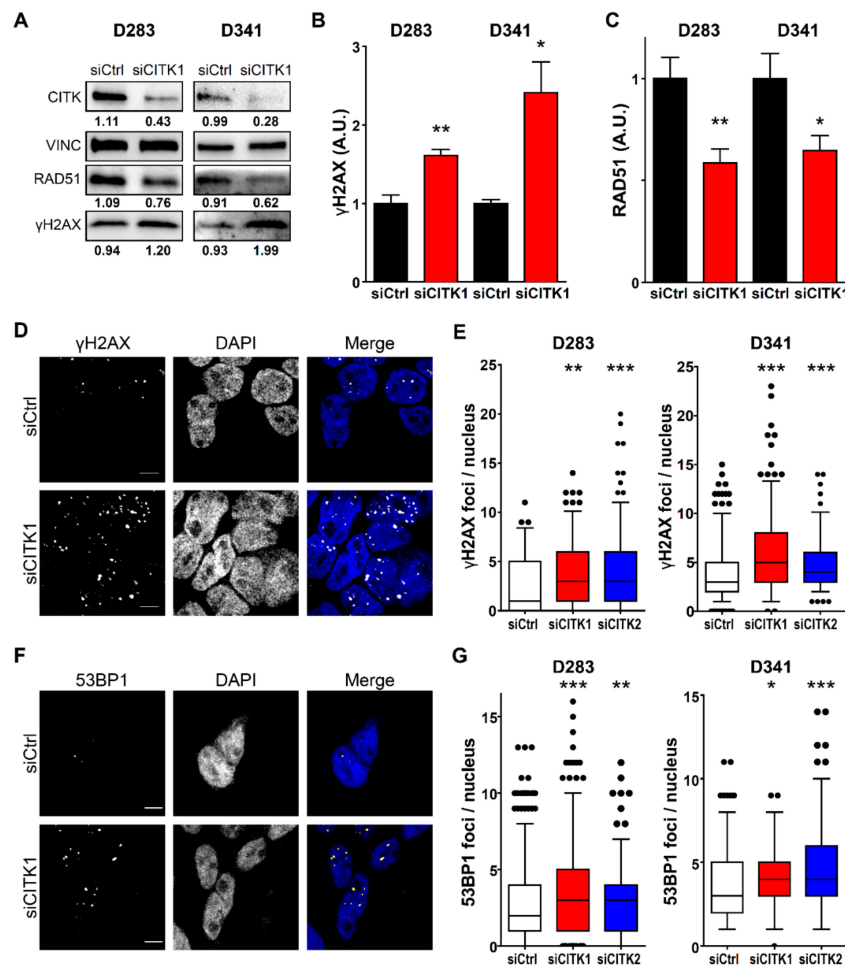 A
D283 D341
siCtrl siCITK1 siCtrl siCITK1
CITK
1.11 0.43 0.99 0.28
VINC
RAD51
1.09 0.76 0.91 0.62
γH2AX
0.94 1.20 0.93 1.99
B
D283 D341
γH2AX (A.U.)
3
2
1
0
** *
siCtrl siCITK1 siCtrl siCITK1
C
D283 D341
RAD51 (A.U.)
1
0
** *
siCtrl siCITK1 siCtrl siCITK1
D
γH2AX DAPI Merge
siCtrl
siCITK1
E
D283
** ***
γH2AX foci / nucleus
25
20
15
10
5
0
siCtrl siCITK1 siCITK2
D341
*** ***
γH2AX foci / nucleus
25
20
15
10
5
0
siCtrl siCITK1 siCITK2
F
53BP1 DAPI Merge
siCtrl
siCITK1
G
D283
*** **
53BP1 foci / nucleus
15
10
5
0
siCtrl siCITK1 siCITK2
D341
* ***
53BP1 foci / nucleus
15
10
5
0
siCtrl siCITK1 siCITK2